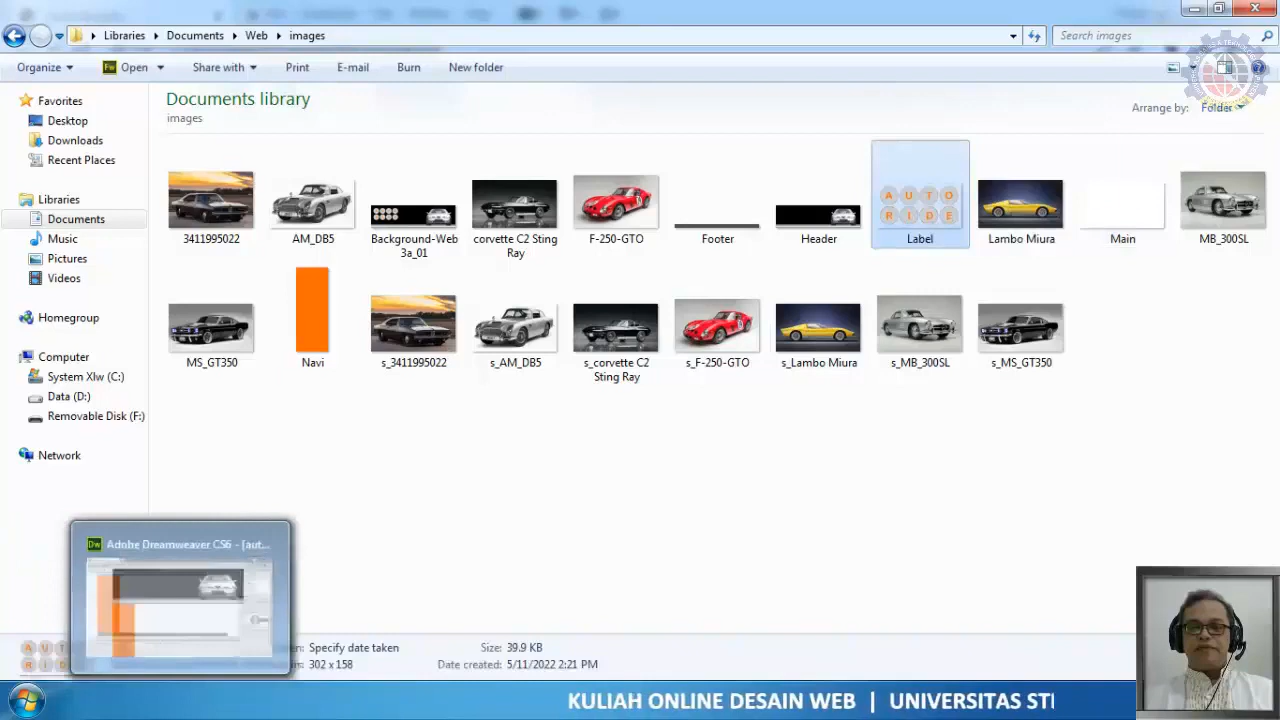 Libraries Documents Web images
Search images
Organize Open Share with Print E-mail Burn New folder
Documents library
images
Arrange by: Folder
Favorites
Desktop
Downloads
Recent Places
Libraries
Documents
Music
Pictures
Videos
Homegroup
Computer
System Xlw (C:)
Data (D:)
Removable Disk (F:)
Network
AUTO
RIDE
3411995022
AM_DB5
Background-Web
3a_01
corvette C2 Sting
Ray
F-250-GTO
Footer
Header
Label
Lambo Miura
Main
MB_300SL
MS_GT350
Navi
s_3411995022
s_AM_DB5
s_corvette C2
Sting Ray
s_F-250-GTO
s_Lambo Miura
s_MB_300SL
s_MS_GT350
Dw Adobe Dreamweaver CS6 - [aut...
Specify date taken
Size: 39.9 KB
302 x 158
Date created: 5/11/2022 2:21 PM
KULIAH ONLINE DESAIN WEB | UNIVERSITAS STI